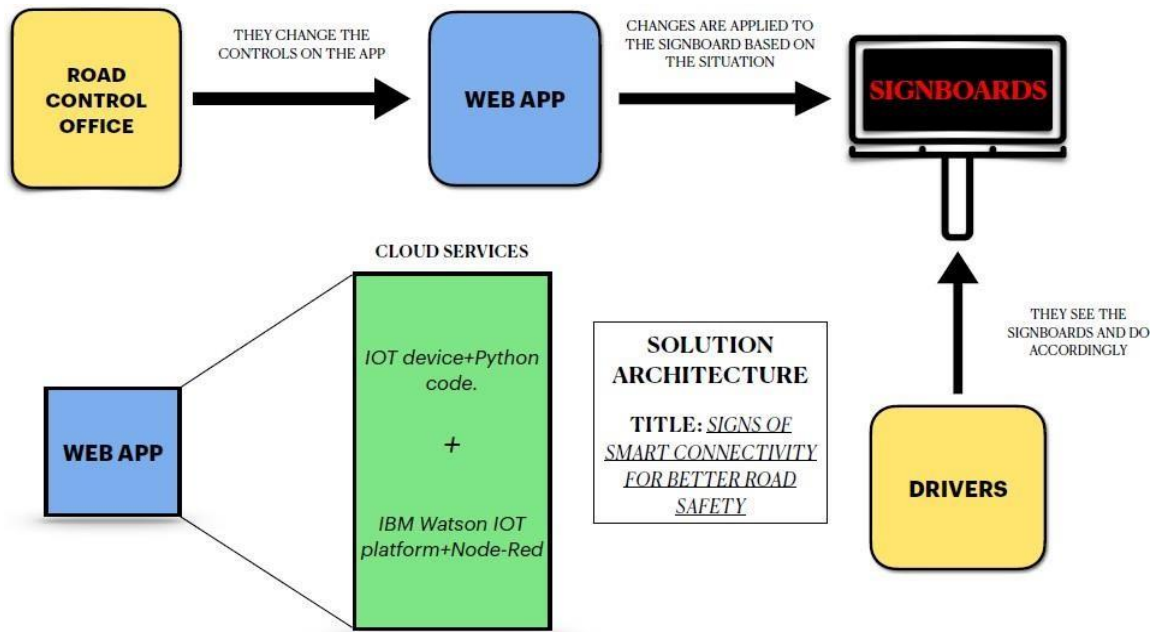 ROAD
CONTROL
OFFICE
THEY CHANGE THE
CONTROLS ON THE APP
WEB APP
CHANGES ARE APPLIED TO
THE SIGNBOARD BASED ON
THE SITUATION
SIGNBOARDS
CLOUD SERVICES
IOT device+Python
code.
+
IBM Watson IOT
platform+Node-Red
WEB APP
SOLUTION
ARCHITECTURE
TITLE: SIGNS OF
SMART CONNECTIVITY
FOR BETTER ROAD
SAFETY
THEY SEE THE
SIGNBOARDS AND DO
ACCORDINGLY
DRIVERS